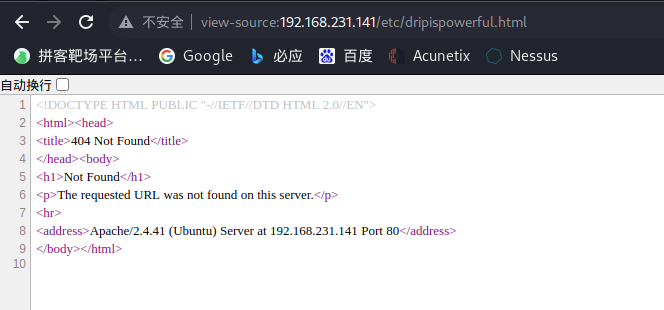 不安全 | view-source:192.168.231.141/etc/dripispowerful.html
拼客靶场平台… Google 必应 百度 Acunetix Nessus
自动换行
1 <!DOCTYPE HTML PUBLIC "-//IETF//DTD HTML 2.0//EN">
2 <html><head>
3 <title>404 Not Found</title>
4 </head><body>
5 <h1>Not Found</h1>
6 <p>The requested URL was not found on this server.</p>
7 <hr>
8 <address>Apache/2.4.41 (Ubuntu) Server at 192.168.231.141 Port 80</address>
9 </body></html>
10